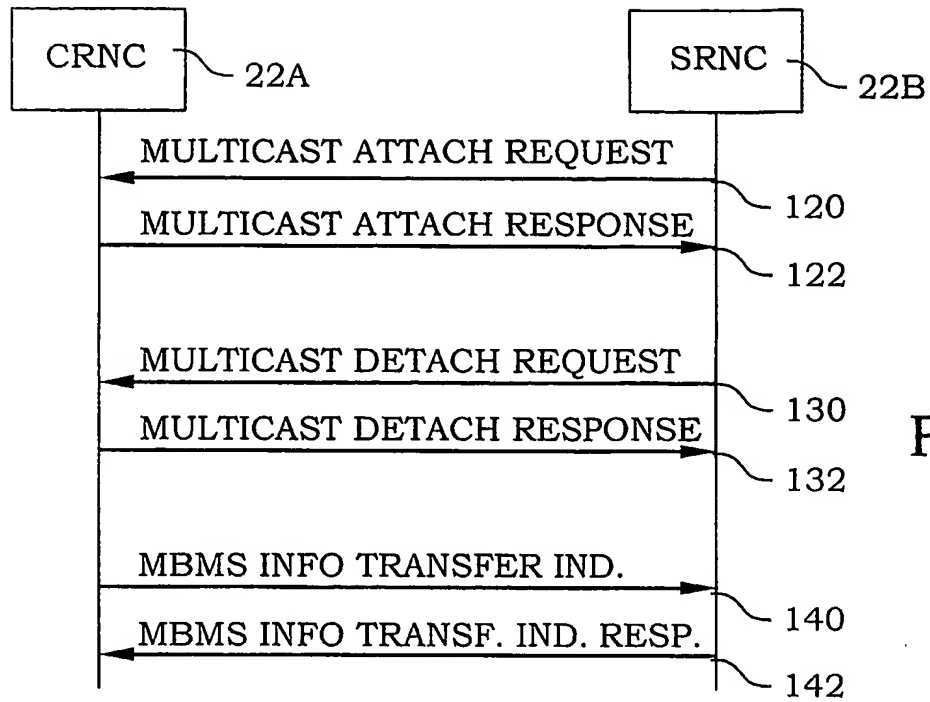 CRNC
22A
SRNC
22B
MULTICAST ATTACH REQUEST
120
MULTICAST ATTACH RESPONSE
122
MULTICAST DETACH REQUEST
130
MULTICAST DETACH RESPONSE
132
MBMS INFO TRANSFER IND.
140
MBMS INFO TRANSF. IND. RESP.
142